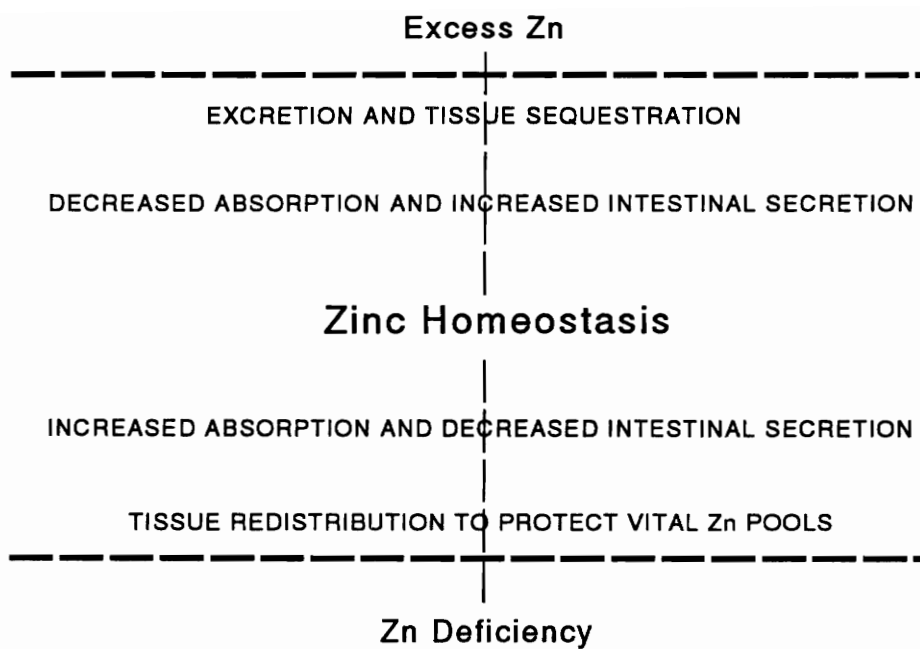 Excess Zn
EXCRETION AND TISSUE SEQUESTRATION
DECREASED ABSORPTION AND INCREASED INTESTINAL SECRETION
Zinc Homeostasis
INCREASED ABSORPTION AND DECREASED INTESTINAL SECRETION
TISSUE REDISTRIBUTION TO PROTECT VITAL Zn POOLS
Zn Deficiency